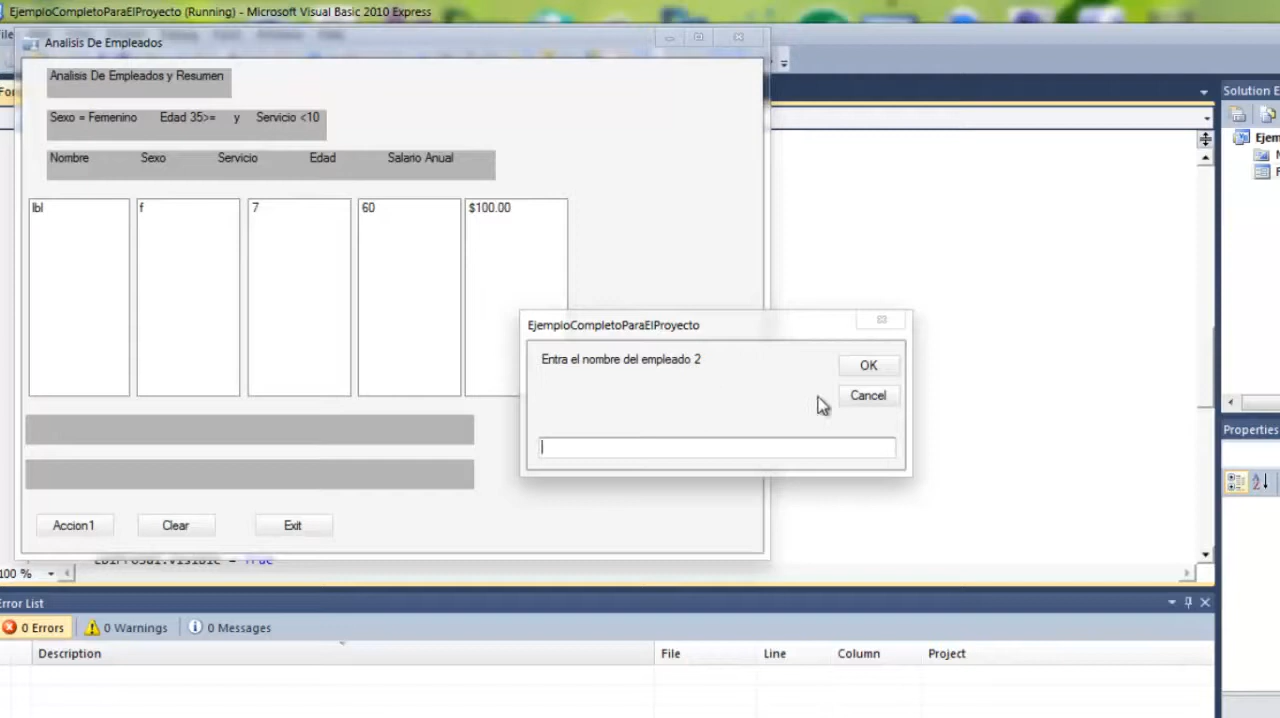 EjemploCompletoParaElProyecto (Running) - Microsoft Visual Basic 2010 Express
Analisis De Empleados
Analisis De Empleados y Resumen
Sexo = Femenino Edad 35>= y Servicio <10
Nombre Sexo Servicio Edad Salario Anual
lbl f 7 60 $100.00
EjemploCompletoParaElProyecto
Entra el nombre del empleado 2
OK
Cancel
Accion1 Clear Exit
100 %
Error List
0 Errors 0 Warnings 0 Messages
Description File Line Column Project
Solution E
Ejem
Properties